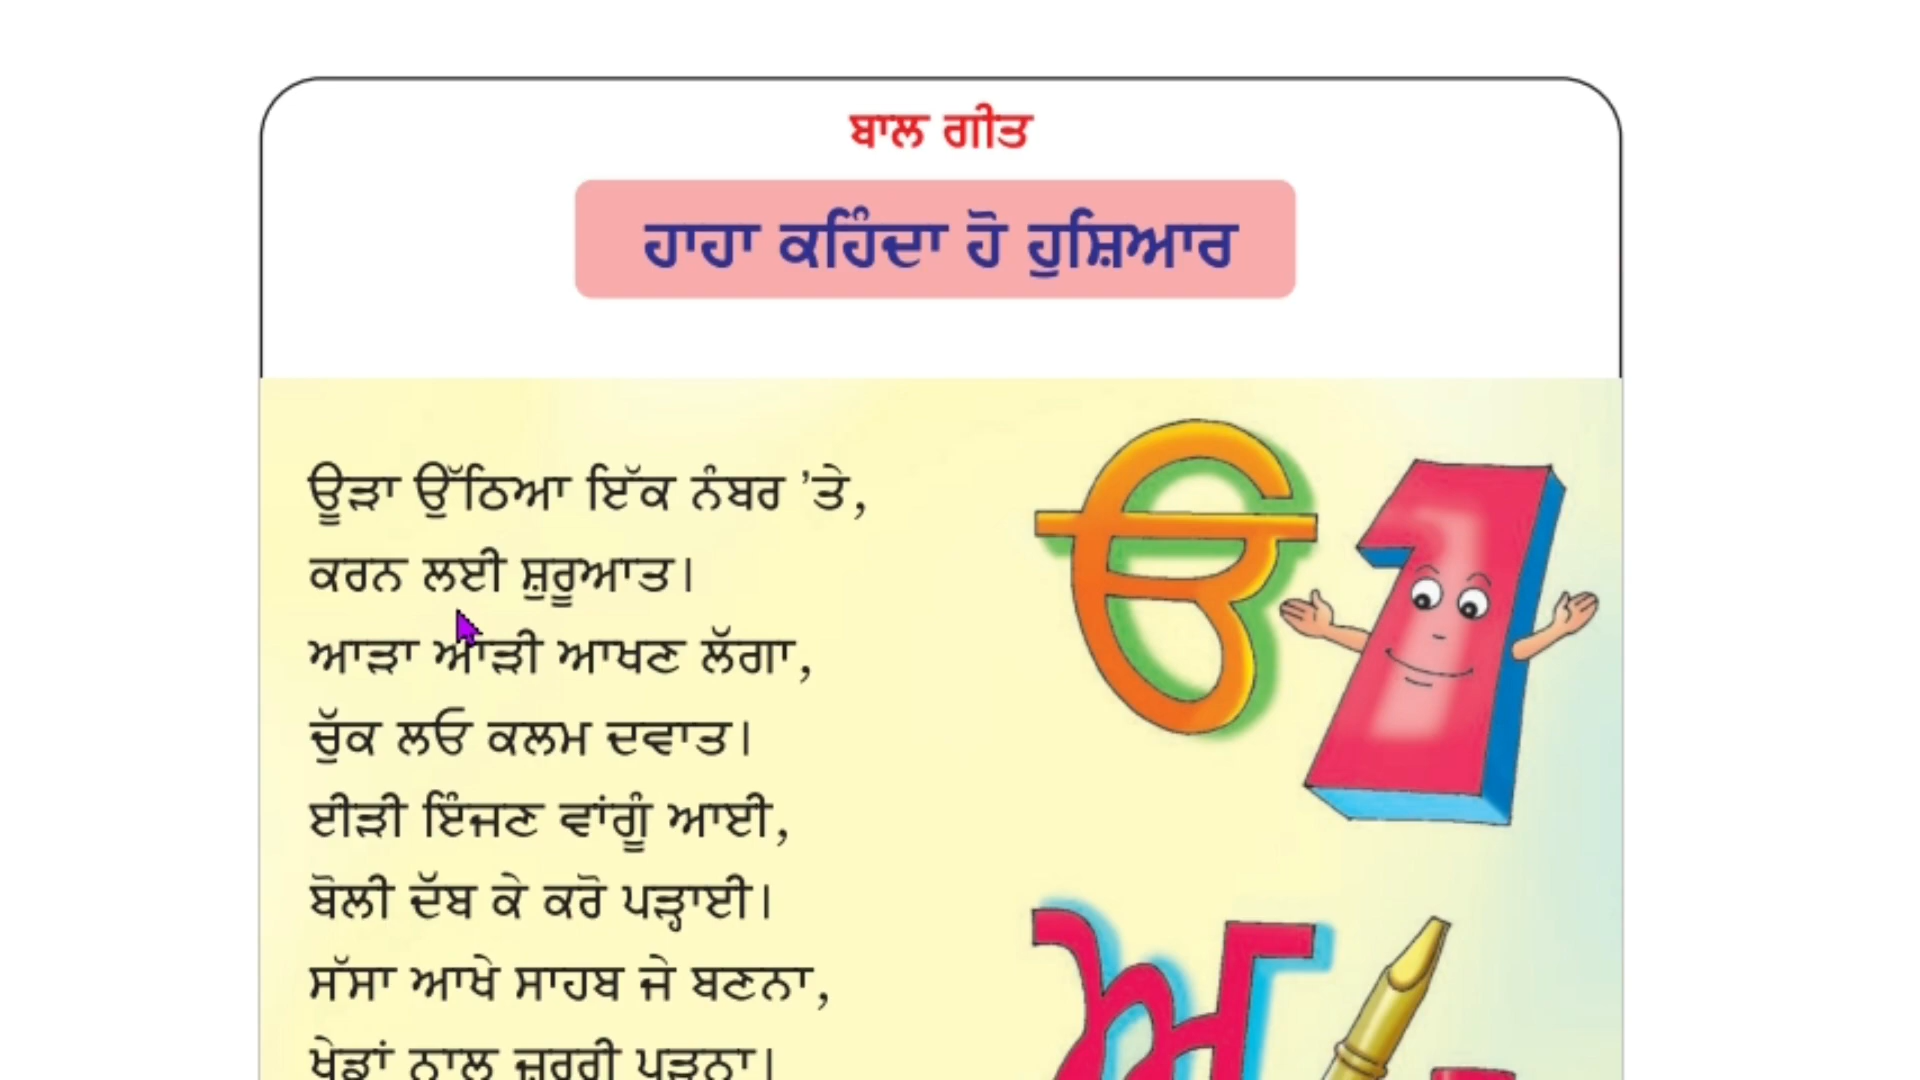 ਬਾਲ ਗੀਤ
ਹਾਹਾ ਕਹਿੰਦਾ ਹੋ ਹੁਸ਼ਿਆਰ
ਊੜਾ ਉੱਠਿਆ ਇੱਕ ਨੰਬਰ ’ਤੇ,
ਕਰਨ ਲਈ ਸ਼ੁਰੂਆਤ।
ਆੜਾ ਆੜੀ ਆਖਣ ਲੱਗਾ,
ਚੁੱਕ ਲਓ ਕਲਮ ਦਵਾਤ।
ਈੜੀ ਇੰਜਣ ਵਾਂਗੂੰ ਆਈ,
ਬੋਲੀ ਦੱਬ ਕੇ ਕਰੋ ਪੜ੍ਹਾਈ।
ਸੱਸਾ ਆਖੇ ਸਾਹਬ ਜੇ ਬਣਨਾ,
ਖੇਡਾਂ ਨਾਲ ਜ਼ਰੂਰੀ ਪੜ੍ਹਨਾ।
ੳ 1
ਅ